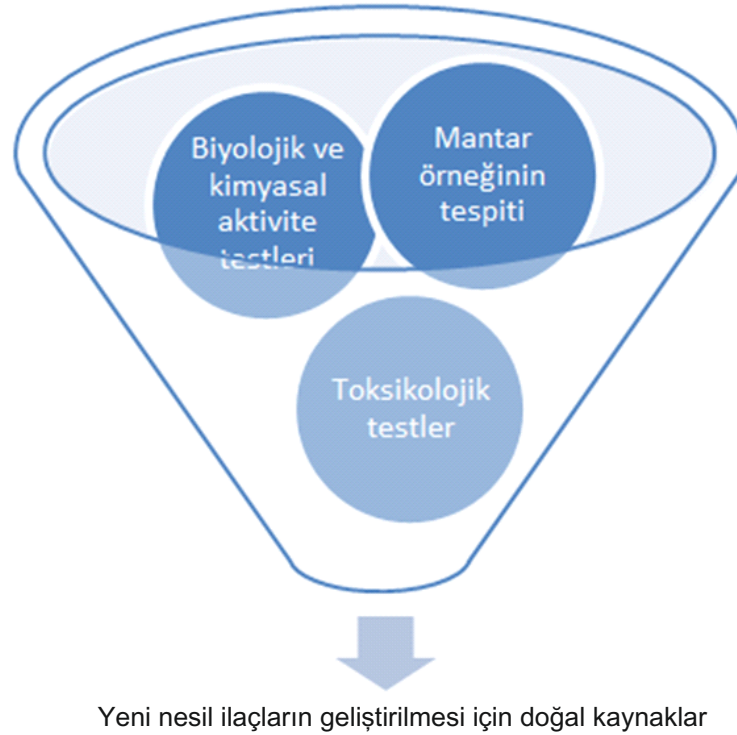 Biyolojik ve
kimyasal
aktivite
testleri
Mantar
örneğinin
tespiti
Toksikolojik
testler
Yeni nesil ilaçların geliştirilmesi için doğal kaynaklar